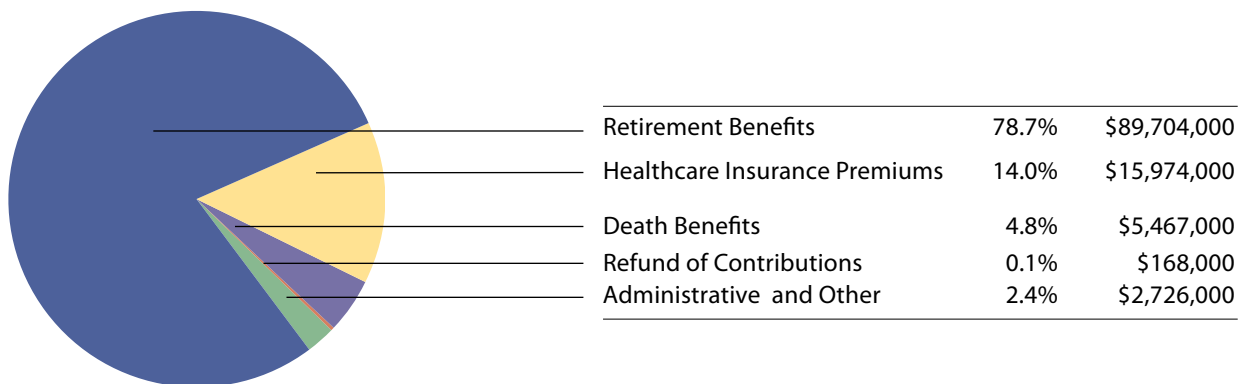 Retirement Benefits 78.7% $89,704,000
Healthcare Insurance Premiums 14.0% $15,974,000
Death Benefits 4.8% $5,467,000
Refund of Contributions 0.1% $168,000
Administrative and Other 2.4% $2,726,000